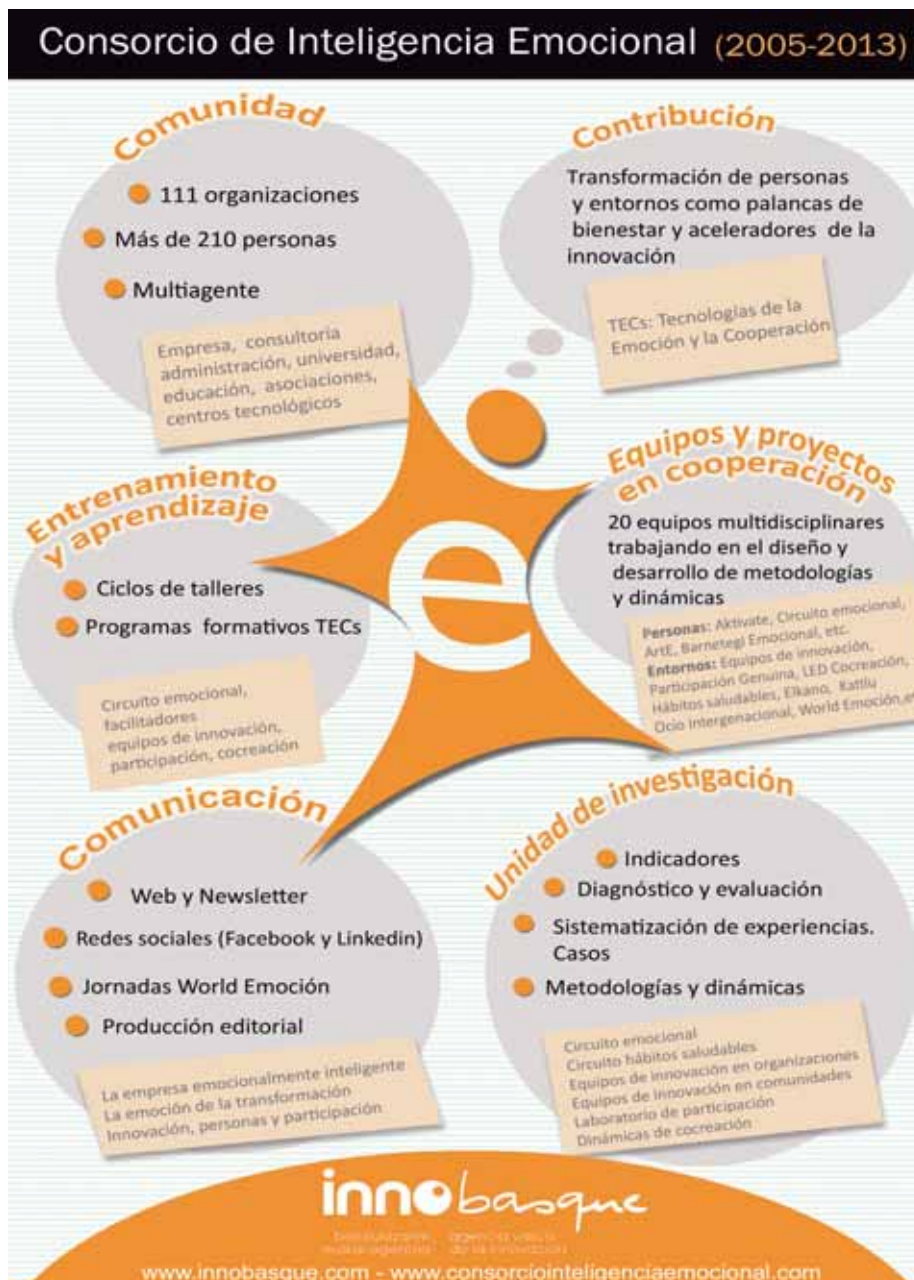 Consorcio de Inteligencia Emocional (2005-2013)
Comunidad
111 organizaciones
Más de 210 personas
Multiagente
Empresa, consultoría
administración, universidad,
educación, asociaciones,
centros tecnológicos
Contribución
Transformación de personas
y entornos como palancas de
bienestar y aceleradores de la
innovación
TECs: Tecnologías de la
Emoción y la Cooperación
Entrenamiento
y aprendizaje
Ciclos de talleres
Programas formativos TECs
Circuito emocional,
facilitadores
equipos de innovación,
participación, cocreación
e
Equipos y proyectos
en cooperación
20 equipos multidisciplinares
trabajando en el diseño y
desarrollo de metodologías
y dinámicas
Personas: Aktivate, Circuito emocional,
ArtE, Barnetegi Emocional, etc.
Entornos: Equipos de innovación,
Participación Genuina, LED Cocreación,
Hábitos saludables, Elkano,
Ocio Intergenacional, World Emoción,
Comunicación
Web y Newsletter
Redes sociales (Facebook y Linkedin)
Jornadas World Emoción
Producción editorial
La empresa emocionalmente inteligente
La emoción de la transformación
Innovación, personas y participación
Unidad de investigación
Indicadores
Diagnóstico y evaluación
Sistematización de experiencias.
Casos
Metodologías y dinámicas
Circuito emocional
Circuito hábitos saludables
Equipos de innovación en organizaciones
Equipos de innovación en comunidades
Laboratorio de participación
Dinámicas de cocreación
innobasque
agencia vasca
de la innovación
www.innobasque.com - www.consorciointeligenciaemocional.com